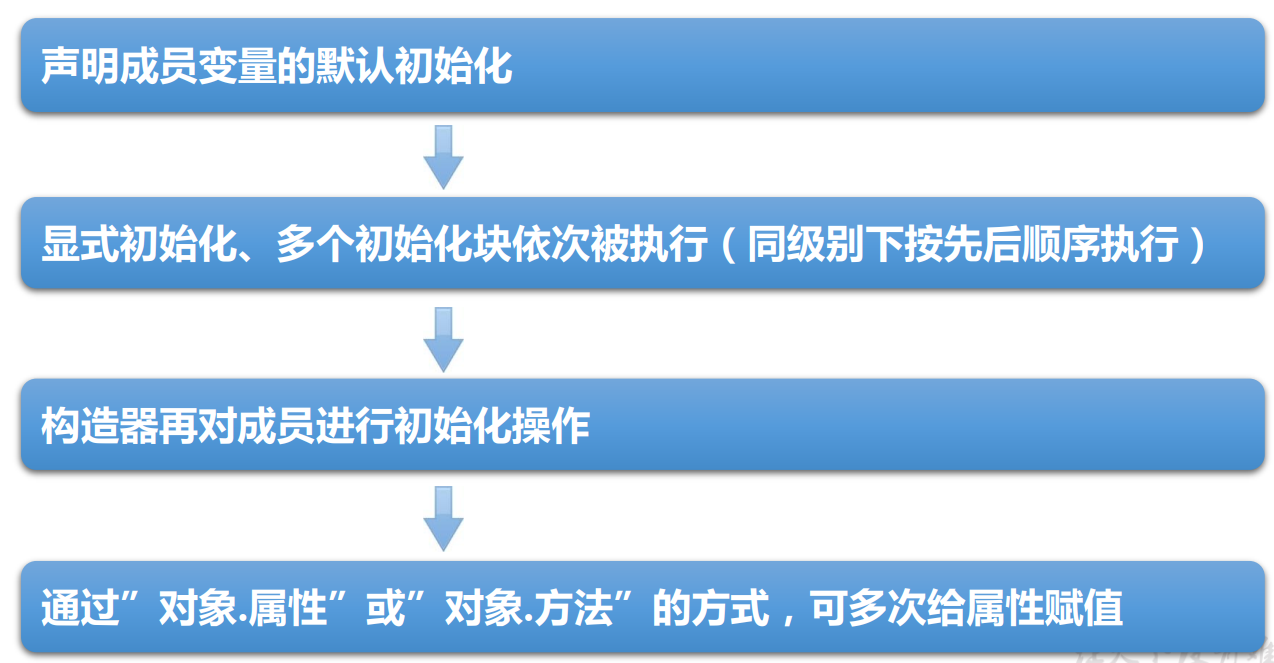 声明成员变量的默认初始化
显式初始化、多个初始化块依次被执行（同级别下按先后顺序执行）
构造器再对成员进行初始化操作
通过”对象.属性”或”对象.方法”的方式，可多次给属性赋值